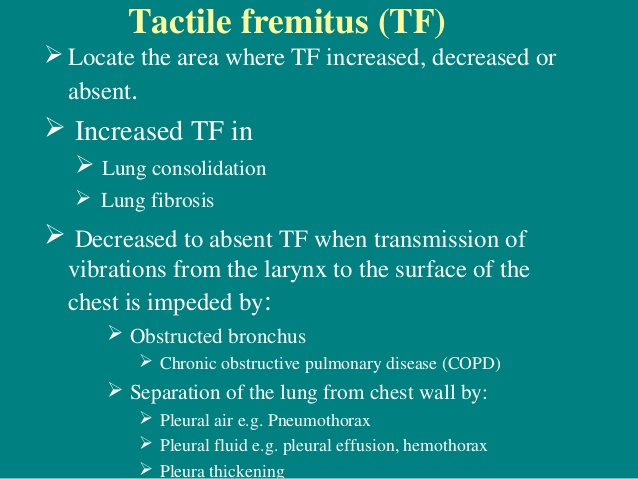 Tactile fremitus (TF)
Locate the area where TF increased, decreased or
absent.
Increased TF in
Lung consolidation
Lung fibrosis
Decreased to absent TF when transmission of
vibrations from the larynx to the surface of the
chest is impeded by:
Obstructed bronchus
Chronic obstructive pulmonary disease (COPD)
Separation of the lung from chest wall by:
Pleural air e.g. Pneumothorax
Pleural fluid e.g. pleural effusion, hemothorax
Pleura thickening